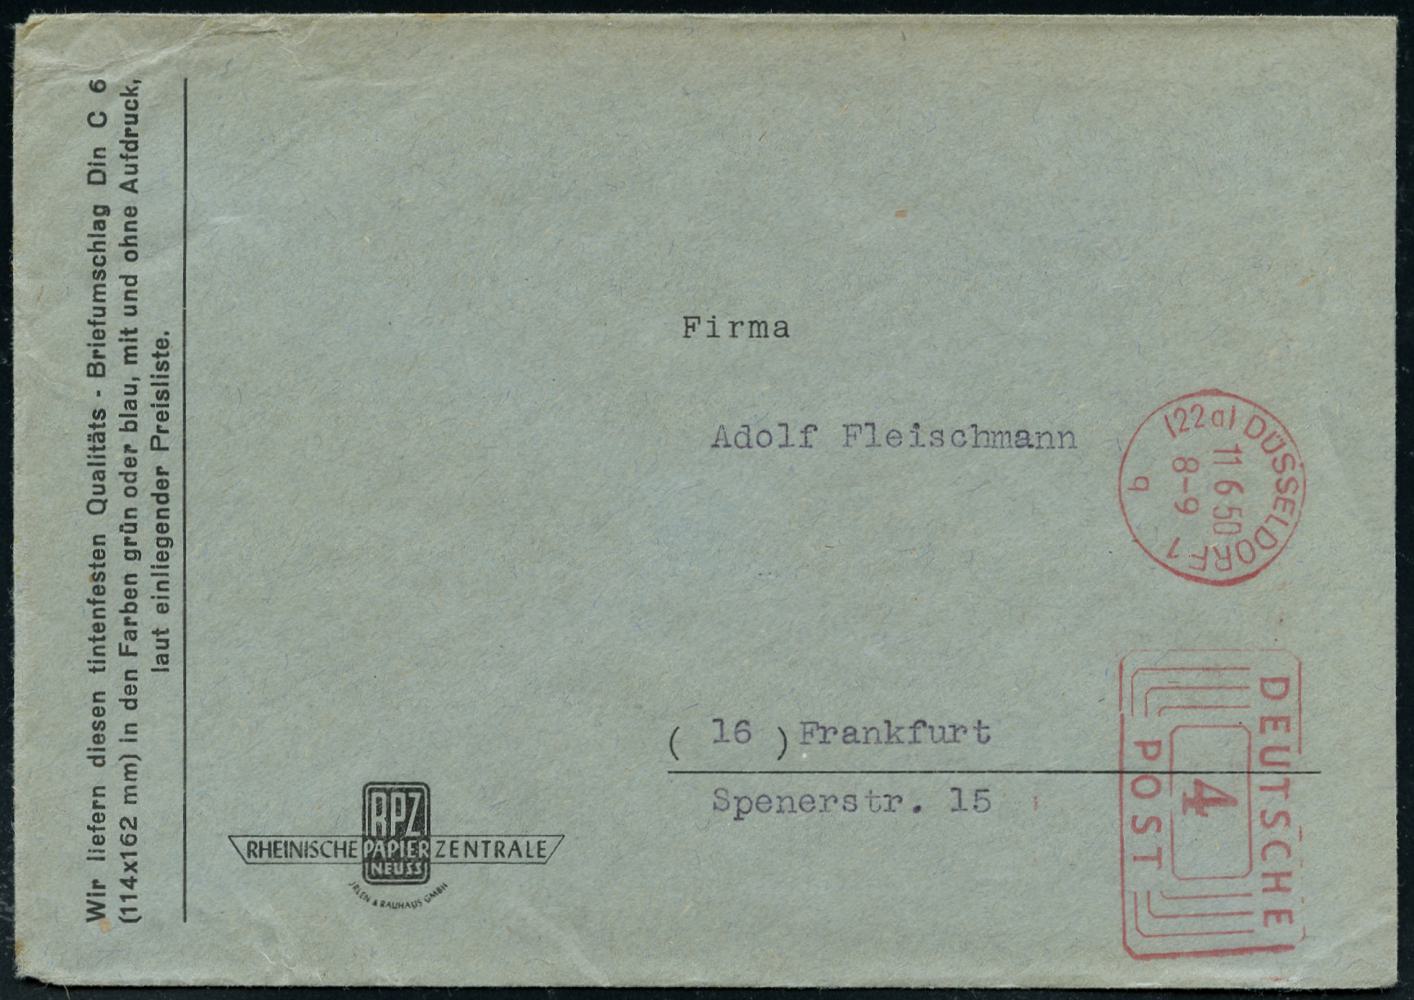 Wir liefern diesen tintenfesten Qualitäts - Briefumschlag Din C 6
(114x162 mm) in den Farben grün oder blau, mit und ohne Aufdruck,
laut einliegender Preisliste.
Firma
Adolf Fleischmann
( 16 ) Frankfurt
Spenerstr. 15
(22a) DÜSSELDORF 1
11.6.50
8-9
b
DEUTSCHE
4
POST
RPZ
RHEINISCHE PAPIER ZENTRALE
NEUSS
& RAUHAUS GMBH